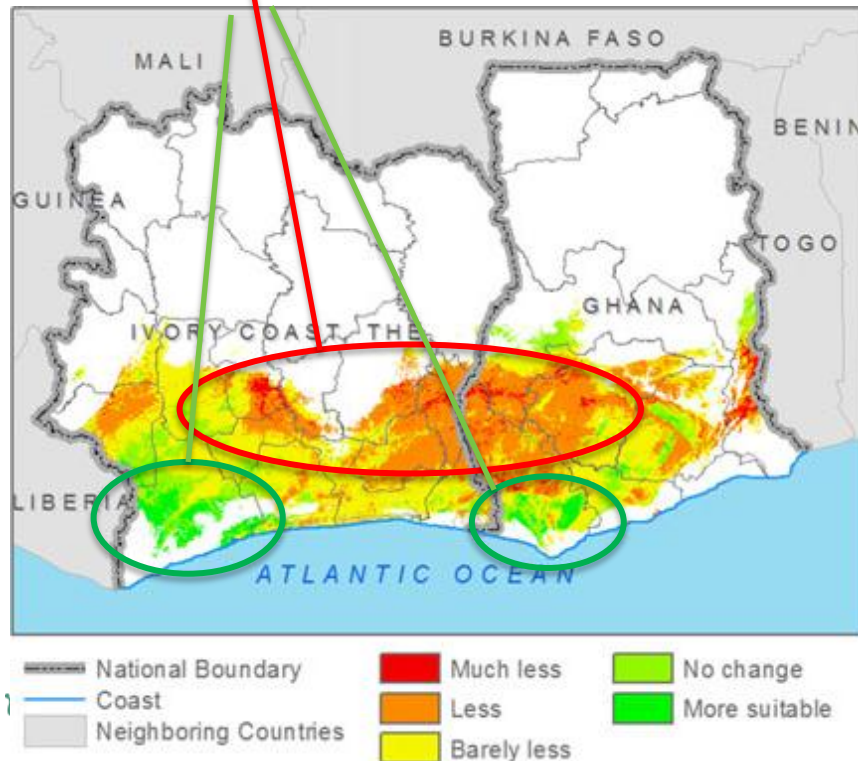 BURKINA FASO
MALI
BENIN
GUINEA
TOGO
GHANA
IVORY COAST, THE
LIBERIA
ATLANTIC OCEAN
National Boundary
Coast
Neighboring Countries
Much less
Less
Barely less
No change
More suitable